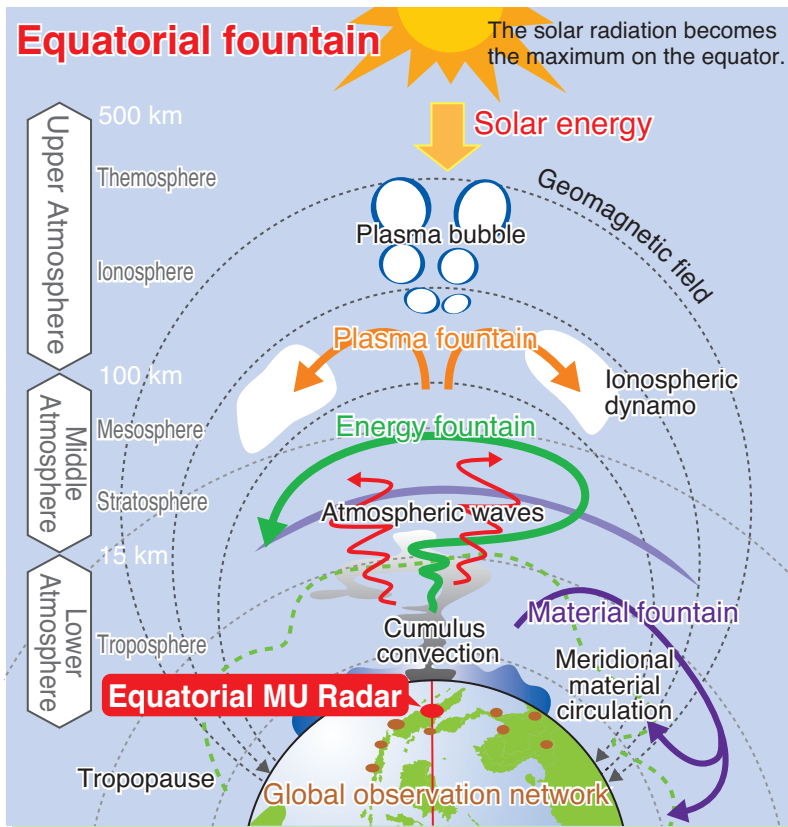 Equatorial fountain
The solar radiation becomes
the maximum on the equator.
500 km
Solar energy
Upper Atmosphere
Themosphere
Geomagnetic field
Plasma bubble
Ionosphere
Plasma fountain
100 km
Ionospheric
dynamo
Middle
Atmosphere
Mesosphere
Energy fountain
Stratosphere
Atmospheric waves
15 km
Lower
Atmosphere
Material fountain
Troposphere
Cumulus
convection
Meridional
material
circulation
Equatorial MU Radar
Tropopause
Global observation network